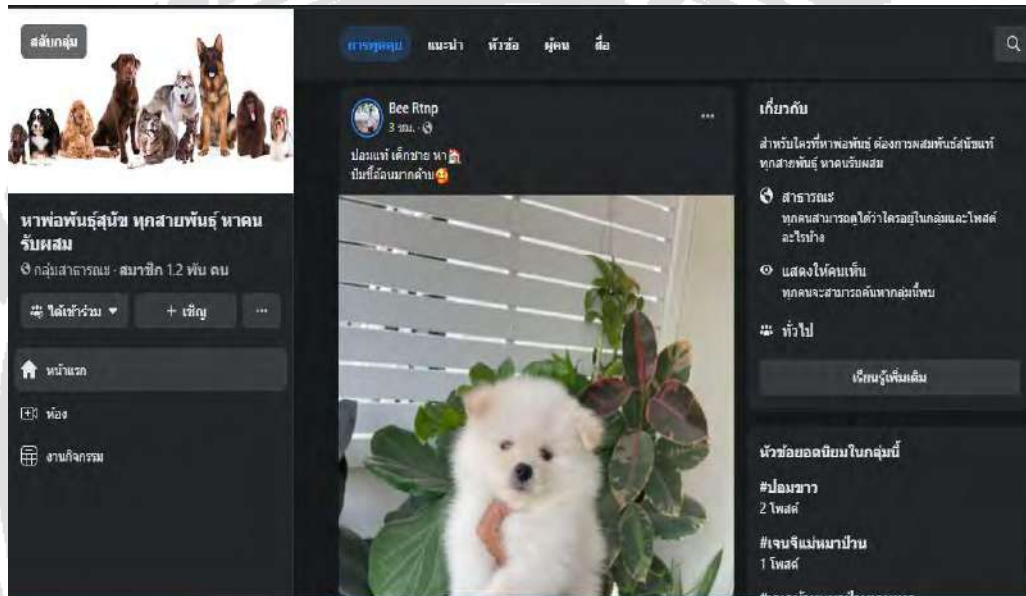 สลับกลุ่ม
หาพ่อพันธุ์สุนัข ทุกสายพันธุ์ หาคน
รับผสม
กลุ่มสาธารณะ · สมาชิก 1.2 พัน คน
ได้เข้าร่วม
+ เชิญ
หน้าแรก
ห้อง
งานกิจกรรม
การพูดคุย แนะนำ หัวข้อ ผู้คน สื่อ
Bee Rtnp
3 ชม.
ปอมแท้ เด็กชาย หา
ปมขี้อ้อนมากค้าบ
เกี่ยวกับ
สำหรับใครที่หาพ่อพันธุ์ ต้องการผสมพันธ์สุนัขแท้
ทุกสายพันธุ์ หาคนรับผสม
สาธารณะ
ทุกคนสามารถดูได้ว่าใครอยู่ในกลุ่มและโพสต์
อะไรบ้าง
แสดงให้คนเห็น
ทุกคนจะสามารถค้นหากลุ่มนี้พบ
ทั่วไป
เรียนรู้เพิ่มเติม
หัวข้อยอดนิยมในกลุ่มนี้
#ปอมขาว
2 โพสต์
#เจนจิแม่หมาป่วน
1 โพสต์